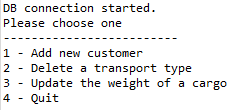 DB connection started.
Please choose one
-------------------------
1 - Add new customer
2 - Delete a transport type
3 - Update the weight of a cargo
4 - Quit